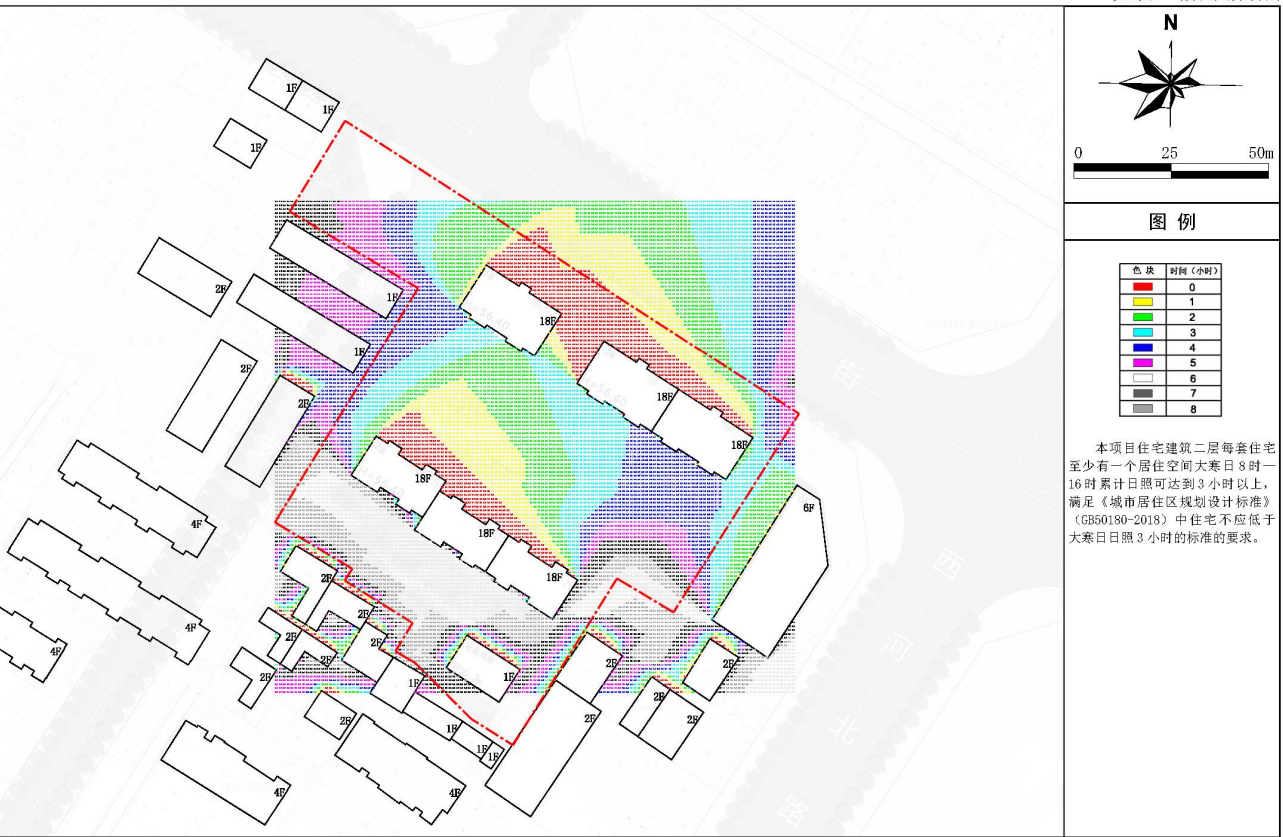 N
0 25 50m
图 例
色 块 时间（小时）
0
1
2
3
4
5
6
7
8
本项目住宅建筑二层每套住宅
至少有一个居住空间大寒日8时—
16时累计日照可达到3小时以上，
满足《城市居住区规划设计标准》
（GB50180-2018）中住宅不应低于
大寒日日照3小时的标准的要求。
1F
1F
1F
2F
1F
1F
2F
2F
18F
56.40
18F
56.40
18F
18F
18F
18F
6F
4F
4F
4F
2F
2F
2F
2F
2F
2F
1F
1F
2F
1F
1F
1F
4F
4F
2F
2F
2F
2F
2F
街
西
河
北
路